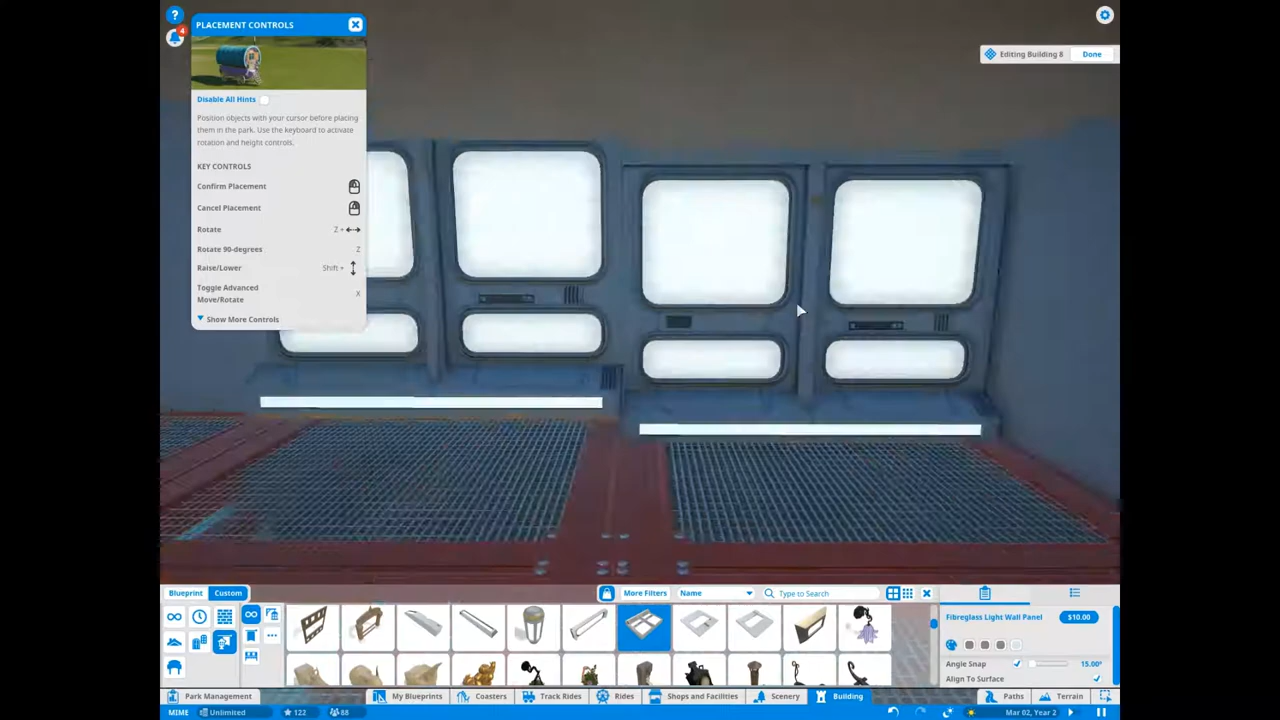 ?
4
PLACEMENT CONTROLS
Disable All Hints
Position objects with your cursor before placing
them in the park. Use the keyboard to activate
rotation and height controls.
KEY CONTROLS
Confirm Placement
Cancel Placement
Rotate Z +
Rotate 90-degrees Z
Raise/Lower Shift +
Toggle Advanced
Move/Rotate X
Show More Controls
Editing Building 8 Done
Blueprint Custom
More Filters Name Type to Search
Fibreglass Light Wall Panel $10.00
Angle Snap 15.00°
Align To Surface
Park Management My Blueprints Coasters Track Rides Rides Shops and Facilities Scenery Building Paths Terrain
MIME Unlimited 122 88 Mar 02, Year 2